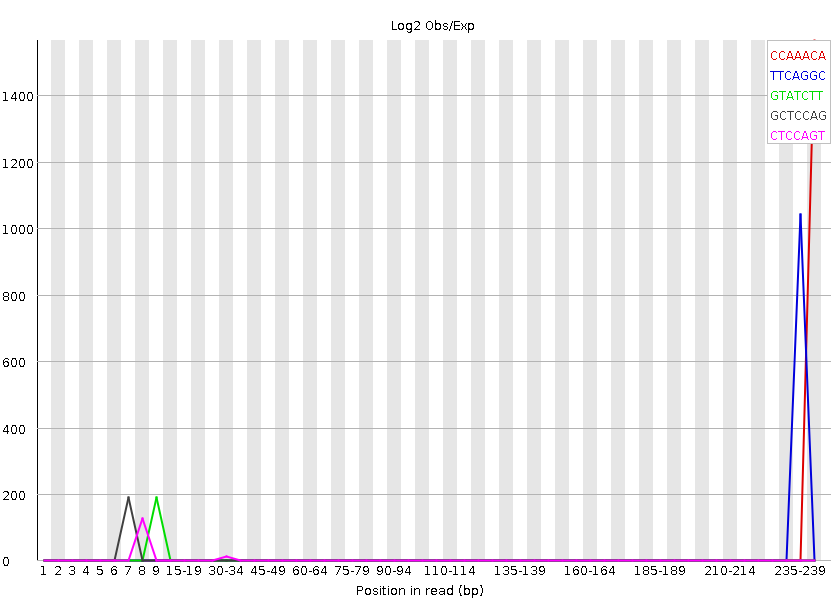 Log2 Obs/Exp
CCAAACA
TTCAGGC
GTATCTT
GCTCCAG
CTCCAGT
1400
1200
1000
800
600
400
200
0
1 2 3 4 5 6 7 8 9 15-19 30-34 45-49 60-64 75-79 90-94 110-114 135-139 160-164 185-189 210-214 235-239
Position in read (bp)